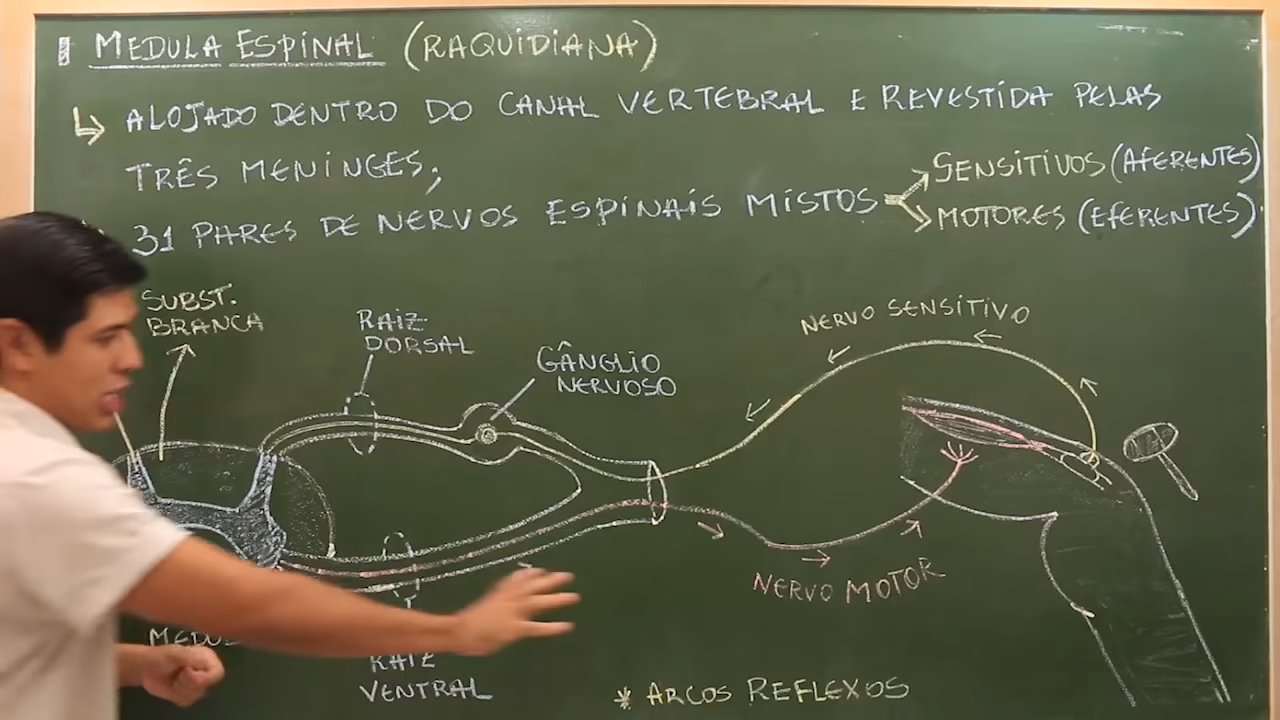 MEDULA ESPINAL (RAQUIDIANA)
ALOJADO DENTRO DO CANAL VERTEBRAL E REVESTIDA PELAS
TRÊS MENINGES;
31 PARES DE NERVOS ESPINAIS MISTOS
SENSITIVOS (AFERENTES)
MOTORES (EFERENTES)
SUBST.
BRANCA
RAIZ
DORSAL
GÂNGLIO
NERVOSO
NERVO SENSITIVO
NERVO MOTOR
MEDU
RAIZ
VENTRAL
* ARCOS REFLEXOS